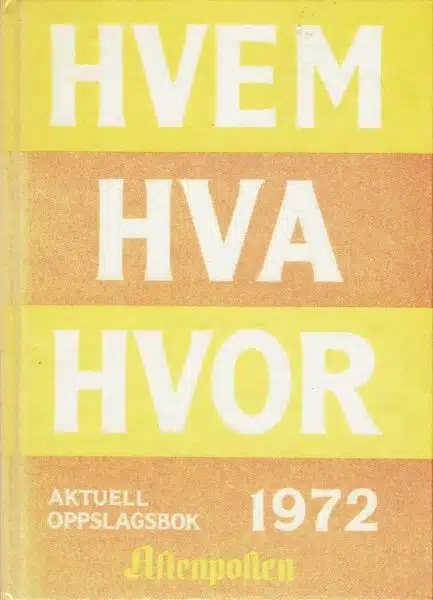 HVEM
HVA
HVOR
AKTUELL
OPPSLAGSBOK
1972
Aftenposten